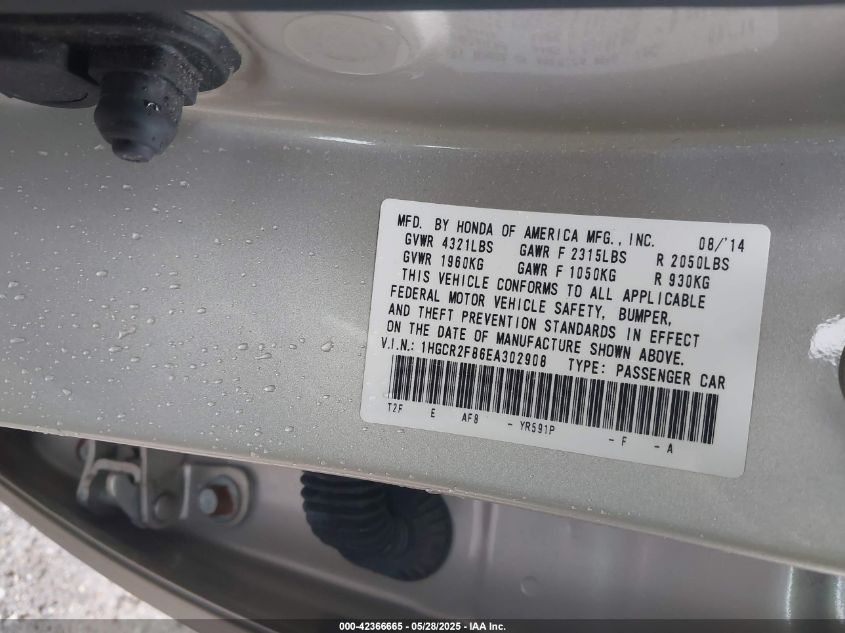 MFD. BY HONDA OF AMERICA MFG., INC. 08/'14
GVWR 4321LBS GAWR F 2315LBS R 2050LBS
GVWR 1960KG GAWR F 1050KG R 930KG
THIS VEHICLE CONFORMS TO ALL APPLICABLE
FEDERAL MOTOR VEHICLE SAFETY, BUMPER,
AND THEFT PREVENTION STANDARDS IN EFFECT
ON THE DATE OF MANUFACTURE SHOWN ABOVE.
V.I.N.: 1HGCR2F86EA302908 TYPE: PASSENGER CAR
T2F E AF8 - YR591P - F - A
000-42366665 - 05/28/2025 - IAA Inc.